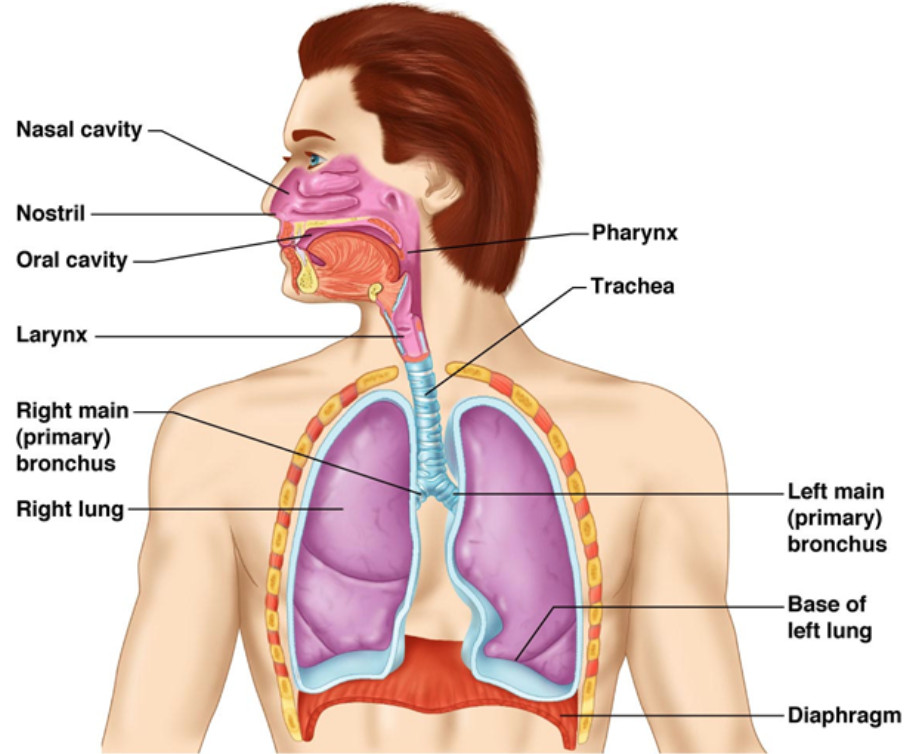 Nasal cavity
Nostril
Oral cavity
Larynx
Right main
(primary)
bronchus
Right lung
Pharynx
Trachea
Left main
(primary)
bronchus
Base of
left lung
Diaphragm